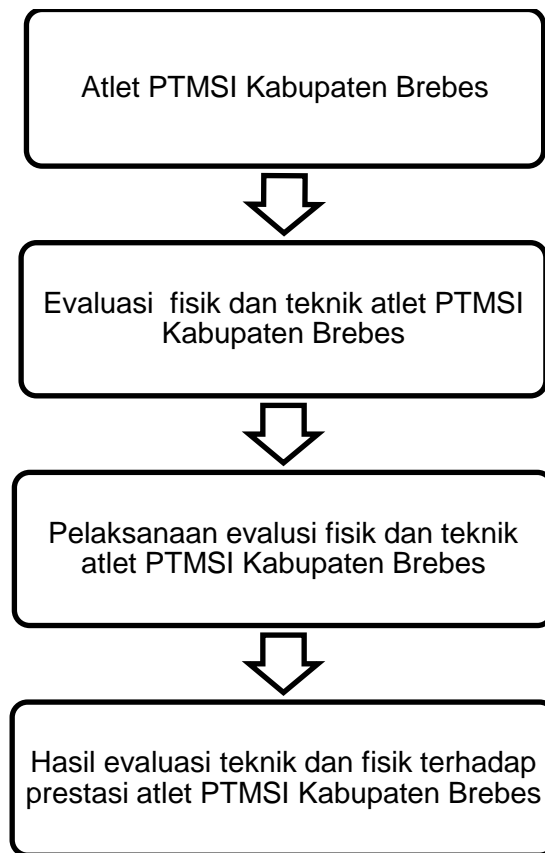 Atlet PTMSI Kabupaten Brebes
Evaluasi  fisik dan teknik atlet PTMSI
Kabupaten Brebes
Pelaksanaan evalusi fisik dan teknik
atlet PTMSI Kabupaten Brebes
Hasil evaluasi teknik dan fisik terhadap
prestasi atlet PTMSI Kabupaten Brebes